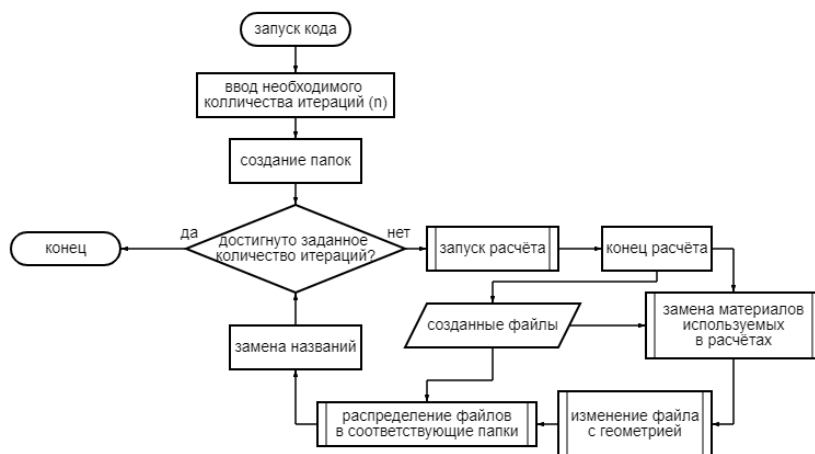 запуск кода
ввод необходимого
колличества итераций (n)
создание папок
да
нет
конец
достигнуто заданное
количество итераций?
запуск расчёта
конец расчёта
созданные файлы
замена материалов
используемых
в расчётах
замена названий
распределение файлов
в соответствующие папки
изменение файла
с геометрией